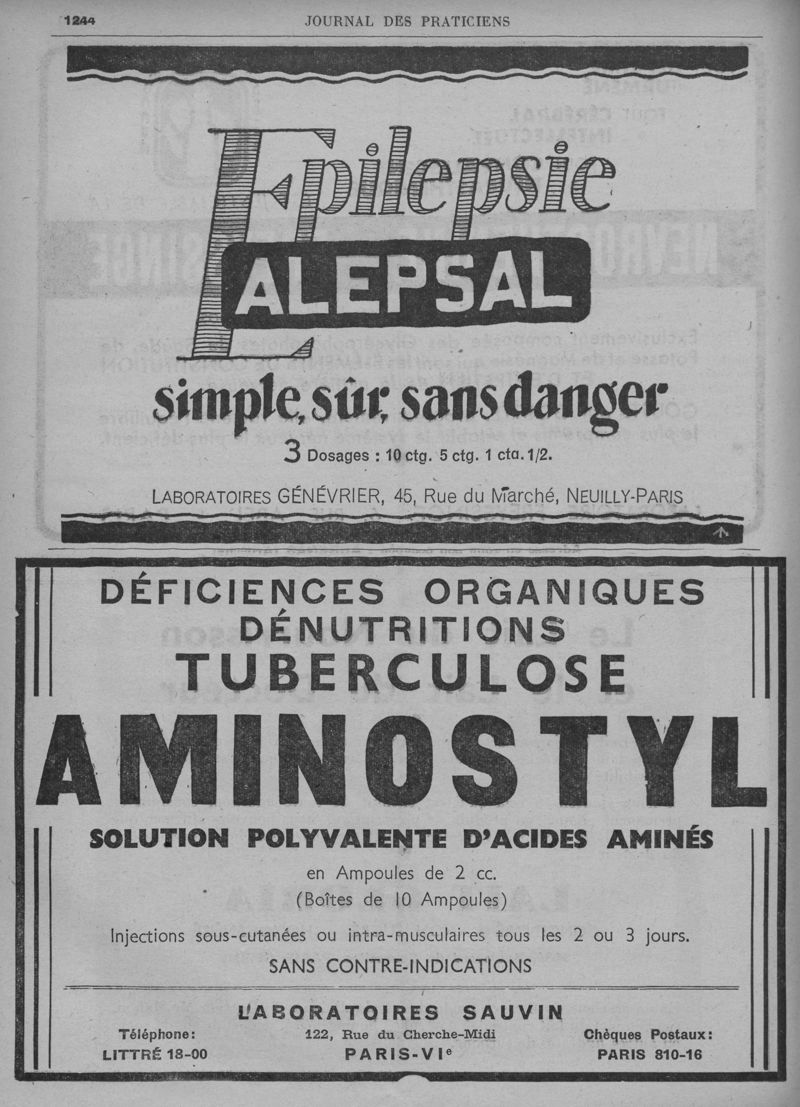 1244
JOURNAL DES PRATICIENS
Epilepsie
ALEPSAL
simple, sûr, sans danger
3 Dosages : 10 ctg. 5 ctg. 1 ctg. 1/2.
LABORATOIRES GÉNÉVRIER, 45, Rue du Marché, NEUILLY-PARIS
DÉFICIENCES ORGANIQUES
DÉNUTRITIONS
TUBERCULOSE
AMINOSTYL
SOLUTION POLYVALENTE D'ACIDES AMINÉS
en Ampoules de 2 cc.
(Boîtes de 10 Ampoules)
Injections sous-cutanées ou intra-musculaires tous les 2 ou 3 jours.
SANS CONTRE-INDICATIONS
LABORATOIRES SAUVIN
Téléphone: 122, Rue du Cherche-Midi Chèques Postaux:
LITTRÉ 18-00 PARIS-VIe PARIS 810-16